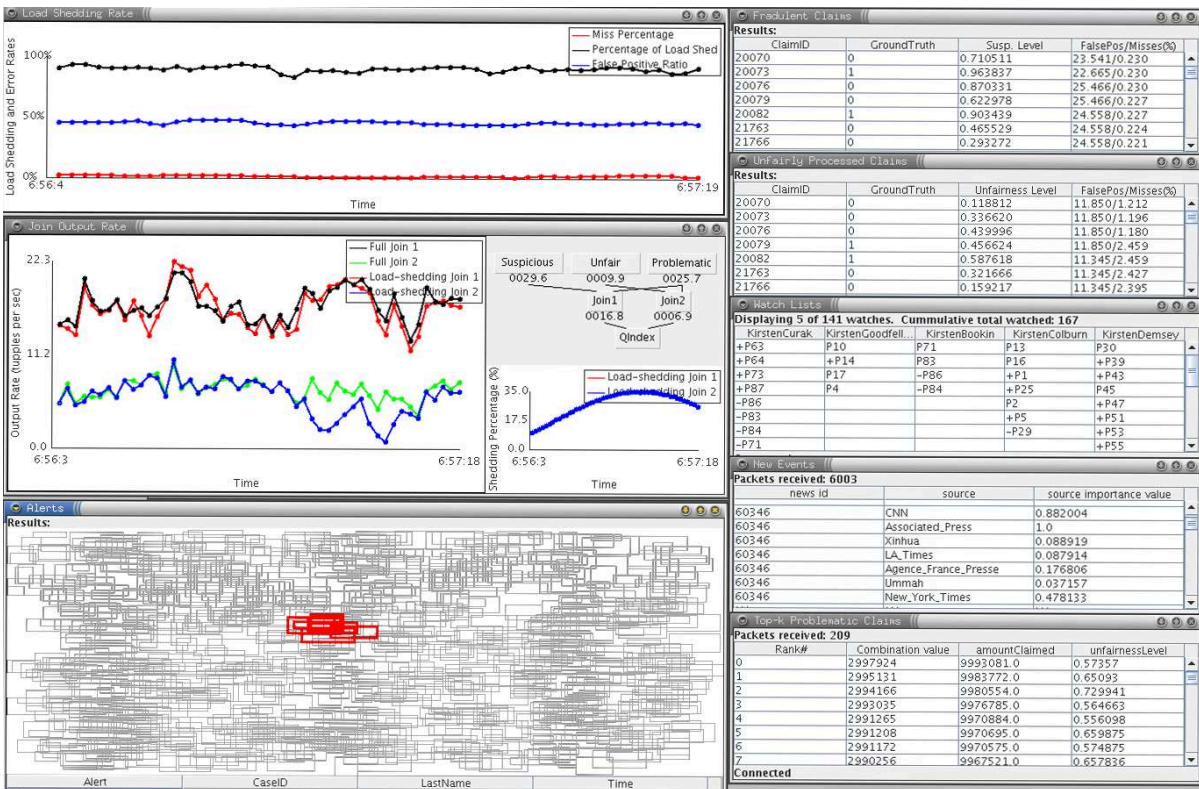 Load Shedding Rate
Load Shedding and Error Rates
100%
50%
0%
6:56:4
6:57:19
Time
Miss Percentage
Percentage of Load Shed
False Positive Ratio
Join Output Rate
Output Rate (tupples per sec)
22.3
11.2
0.0
6:56:3
6:57:18
Time
Full Join 1
Full Join 2
Load-shedding Join 1
Load-shedding Join 2
Suspicious Unfair Problematic
0029.6 0009.9 0025.7
Join1 Join2
0016.8 0006.9
QIndex
Shedding Percentage (%)
35.0
17.5
0.0
6:56:3
6:57:18
Time
Load-shedding Join 1
Load-shedding Join 2
Alerts
Results:
Alert CaseID LastName Time
Fradulent Claims
Results:
ClaimID GroundTruth Susp. Level FalsePos/Misses(%)
20070 0 0.710511 23.541/0.230
20073 1 0.963837 22.665/0.230
20076 0 0.870331 25.466/0.230
20079 0 0.622978 25.466/0.227
20082 1 0.903439 24.557/0.227
21763 0 0.465529 24.558/0.224
21766 0 0.293272 24.558/0.221
Unfairly Processed Claims
Results:
ClaimID GroundTruth Unfairness Level FalsePos/Misses(%)
20070 0 0.118812 11.850/1.212
20073 0 0.336620 11.850/1.196
20076 0 0.439996 11.850/1.180
20079 1 0.456624 11.850/2.459
20082 1 0.587618 11.345/2.459
21763 0 0.321666 11.345/2.427
21766 0 0.159217 11.345/2.395
Watch Lists
Displaying 5 of 141 watches. Cummulative total watched: 167
KirstenCurak KirstenGoodfell... KirstenBookin KirstenColburn KirstenDemsey
+P63 P10 P71 P13 P30
+P64 +P14 P83 P16 +P39
+P73 P17 −P86 +P1 +P43
+P87 P4 −P84 +P25 P45
−P86 P2 +P47
−P83 +P5 +P51
−P84 −P29 +P53
−P71 +P55
New Events
Packets received: 6003
news id source source importance value
60346 CNN 0.882004
60346 Associated_Press 1.0
60346 Xinhua 0.088919
60346 LA_Times 0.087914
60346 Agence_France_Presse 0.176806
60346 Ummah 0.037157
60346 New_York_Times 0.478133
Top-k Problematic Claims
Packets received: 209
Rank# Combination value amountClaimed unfairnessLevel
0 2997924 9993081.0 0.57357
1 2995131 9983772.0 0.65093
2 2994166 9980554.0 0.729941
3 2993035 9976785.0 0.564663
4 2991265 9970884.0 0.556098
5 2991208 9970695.0 0.659875
6 2991172 9970575.0 0.574875
7 2990256 9967521.0 0.657836
Connected